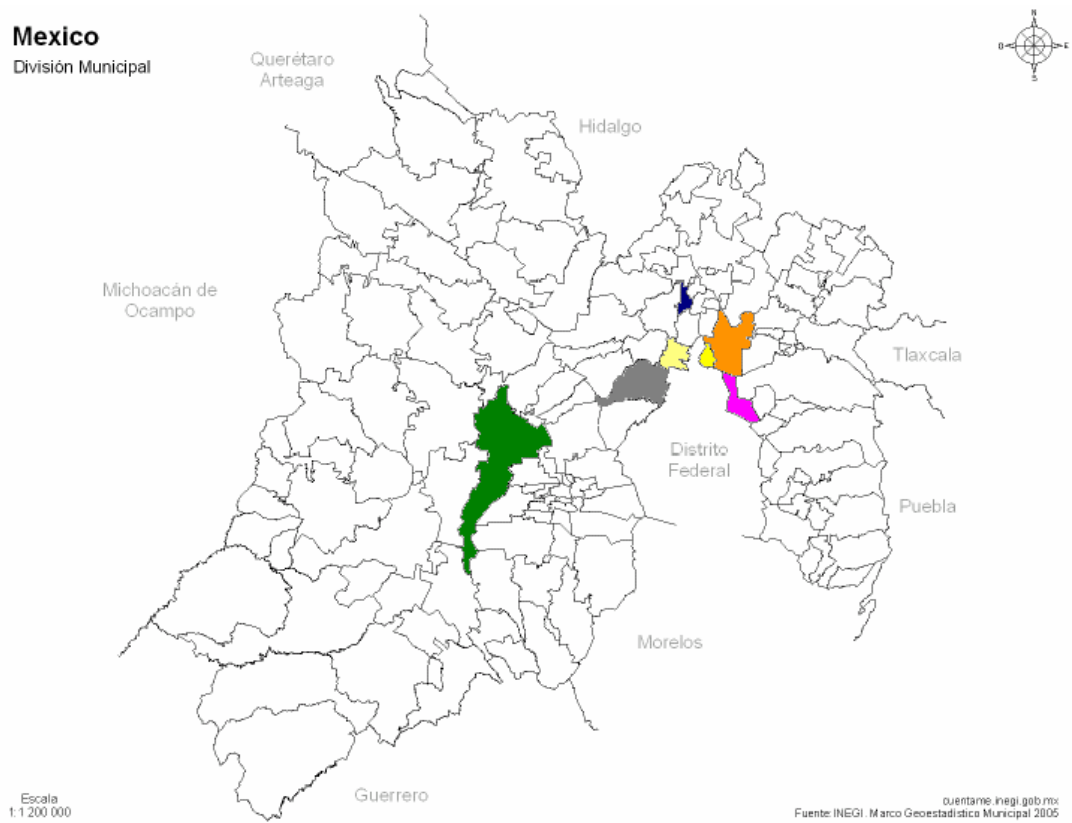 Mexico
División Municipal
Querétaro
Arteaga
N
O
E
S
Hidalgo
Michoacán de
Ocampo
Tlaxcala
Distrito
Federal
Puebla
Morelos
Guerrero
Escala
1: 1 200 000
cuentame.inegi.gob.mx
Fuente: INEGI. Marco Geoestadístico Municipal 2005